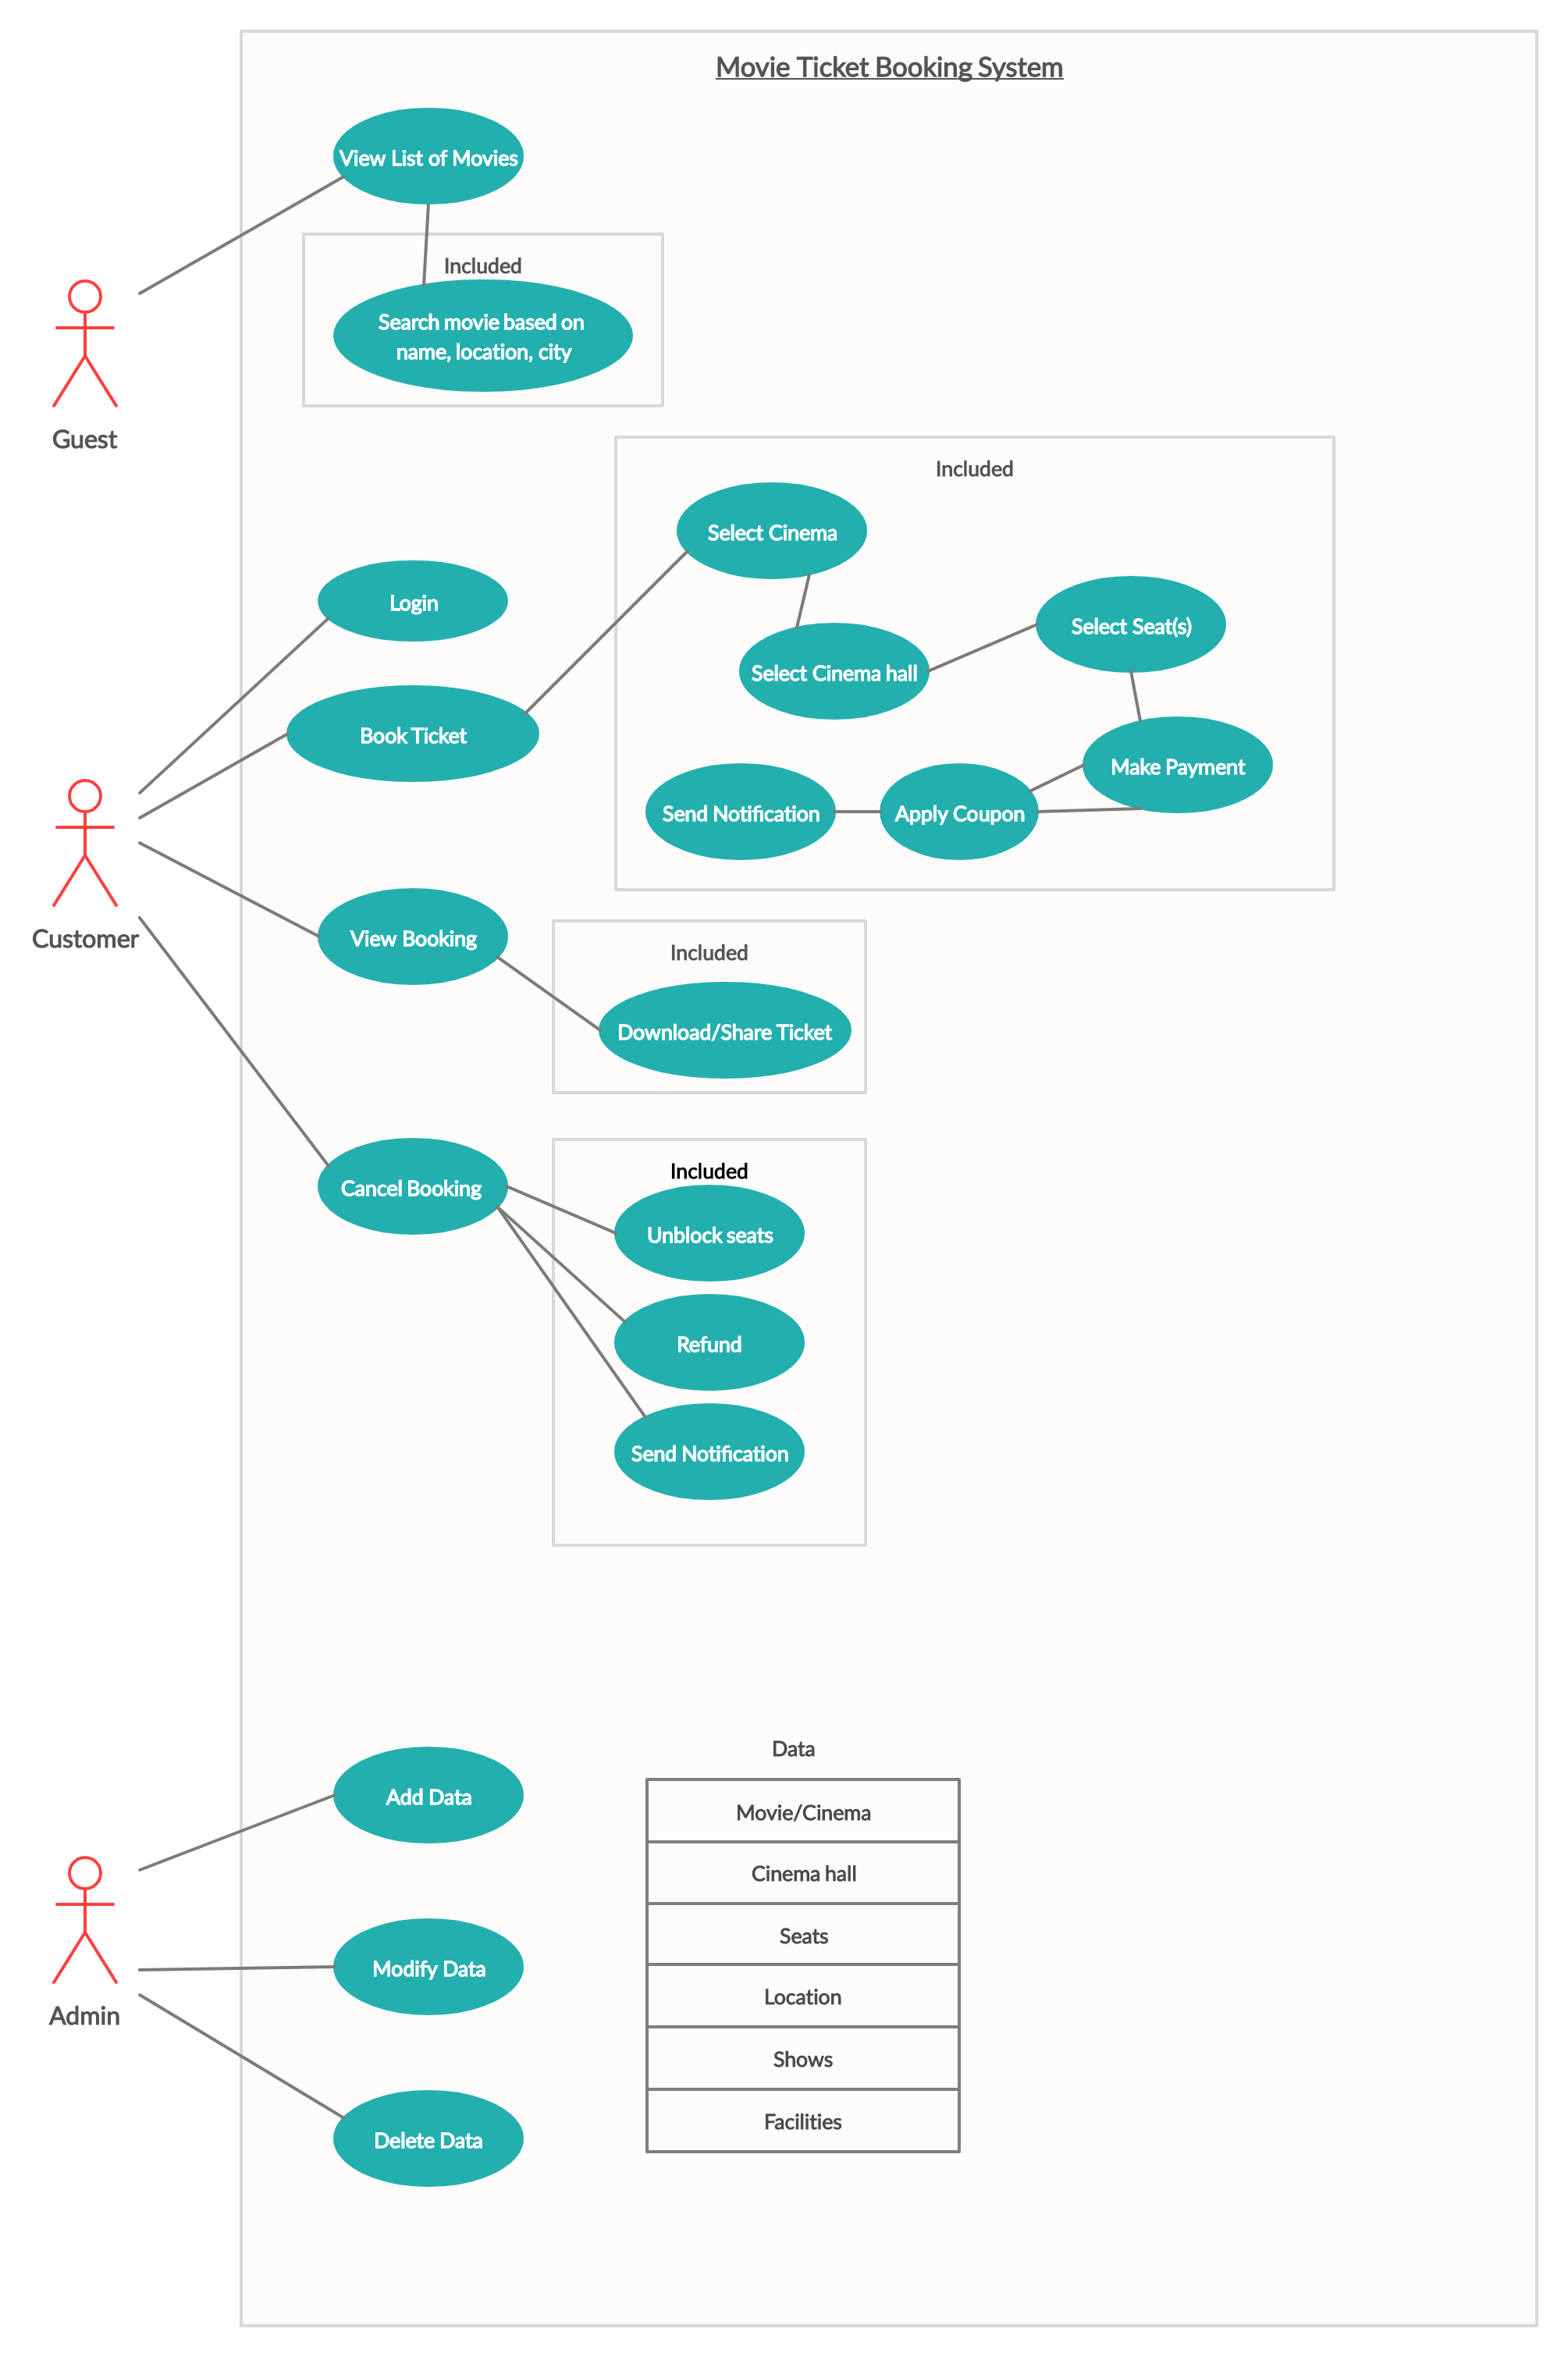 Movie Ticket Booking System
View List of Movies
Included
Search movie based on
name, location, city
Guest
Included
Select Cinema
Login
Select Seat(s)
Select Cinema hall
Book Ticket
Make Payment
Send Notification
Apply Coupon
Customer
View Booking
Included
Download/Share Ticket
Included
Cancel Booking
Unblock seats
Refund
Send Notification
Data
Add Data
Movie/Cinema
Cinema hall
Seats
Modify Data
Location
Admin
Shows
Facilities
Delete Data